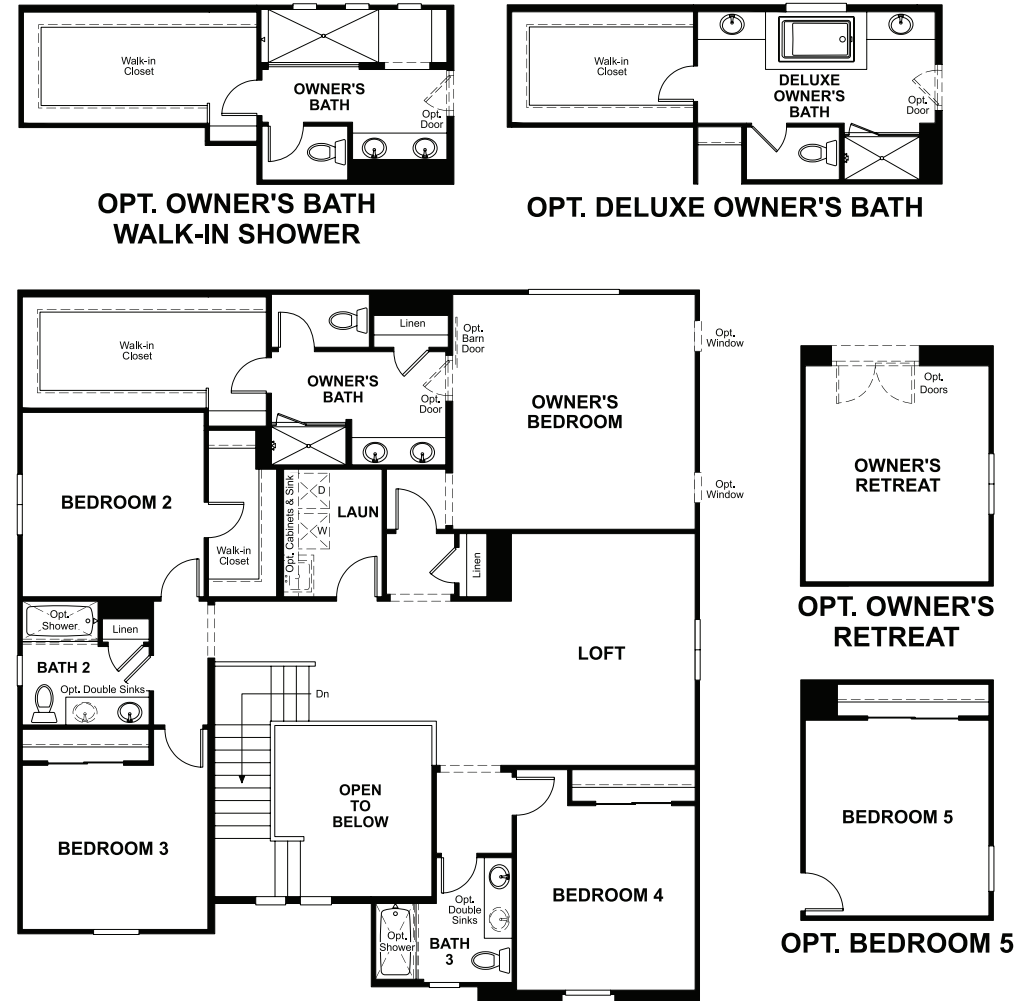 Walk-in
Closet
OWNER'S
BATH
Opt.
Door
OPT. OWNER'S BATH
WALK-IN SHOWER
Walk-in
Closet
DELUXE
OWNER'S
BATH
Opt.
Door
OPT. DELUXE OWNER'S BATH
Walk-in
Closet
Linen
OWNER'S
BATH
Opt.
Door
Opt.
Barn
Door
OWNER'S
BEDROOM
Opt.
Window
Opt.
Window
BEDROOM 2
Walk-in
Closet
Opt. Cabinets & Sink
D
W
LAUN
Linen
LOFT
Opt.
Shower
Linen
BATH 2
Opt. Double Sinks
Dn
OPEN
TO
BELOW
BEDROOM 3
Opt.
Double
Sinks
Opt.
Shower
BATH
3
BEDROOM 4
Opt.
Doors
OWNER'S
RETREAT
OPT. OWNER'S
RETREAT
BEDROOM 5
OPT. BEDROOM 5